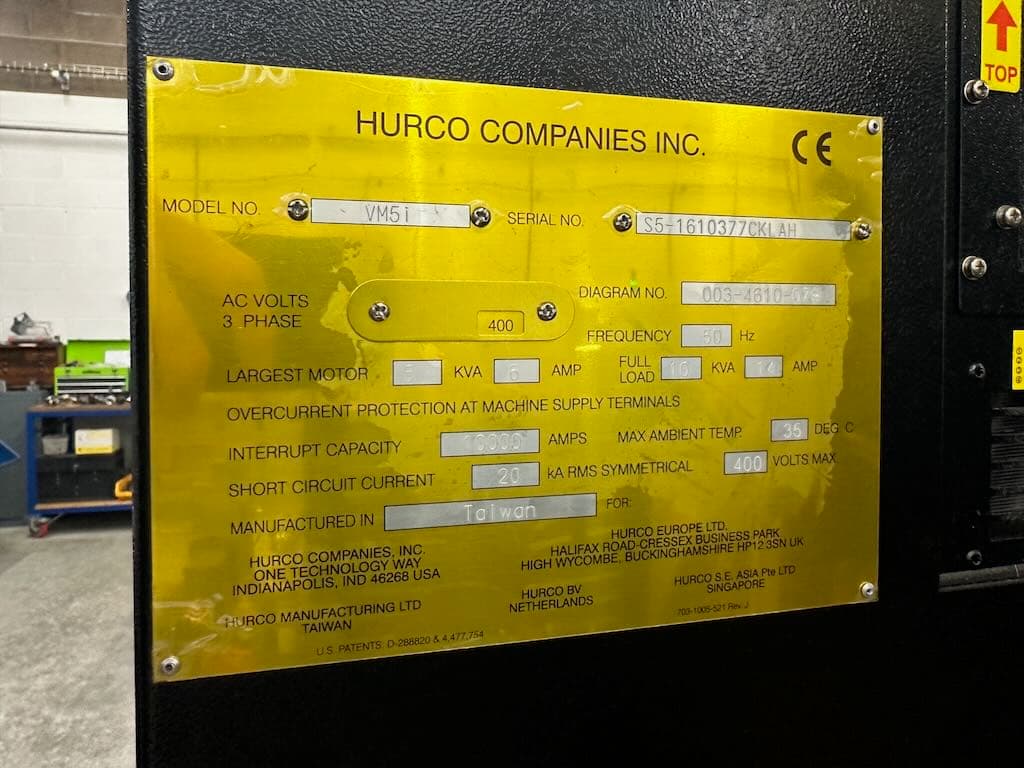 TOP
HURCO COMPANIES INC. CE
MODEL NO. VM5i SERIAL NO. S5-1610377CKLAH
AC VOLTS
3 PHASE
400
DIAGRAM NO.
FREQUENCY 50 Hz
LARGEST MOTOR KVA 6 AMP FULL LOAD 10 KVA 14 AMP
OVERCURRENT PROTECTION AT MACHINE SUPPLY TERMINALS
INTERRUPT CAPACITY 10000 AMPS MAX AMBIENT TEMP. 35 DEG C
SHORT CIRCUIT CURRENT 20 kA RMS SYMMETRICAL 400 VOLTS MAX.
MANUFACTURED IN Taiwan FOR:
HURCO COMPANIES, INC.
ONE TECHNOLOGY WAY
INDIANAPOLIS, IND 46268 USA
HURCO EUROPE LTD.
HALIFAX ROAD-CRESSEX BUSINESS PARK
HIGH WYCOMBE, BUCKINGHAMSHIRE HP12 3SN UK
HURCO MANUFACTURING LTD
TAIWAN
HURCO BV
NETHERLANDS
HURCO S.E. ASIA Pte LTD
SINGAPORE
U.S. PATENTS: D-288820 & 4,477,754
703-1005-521 Rev. J